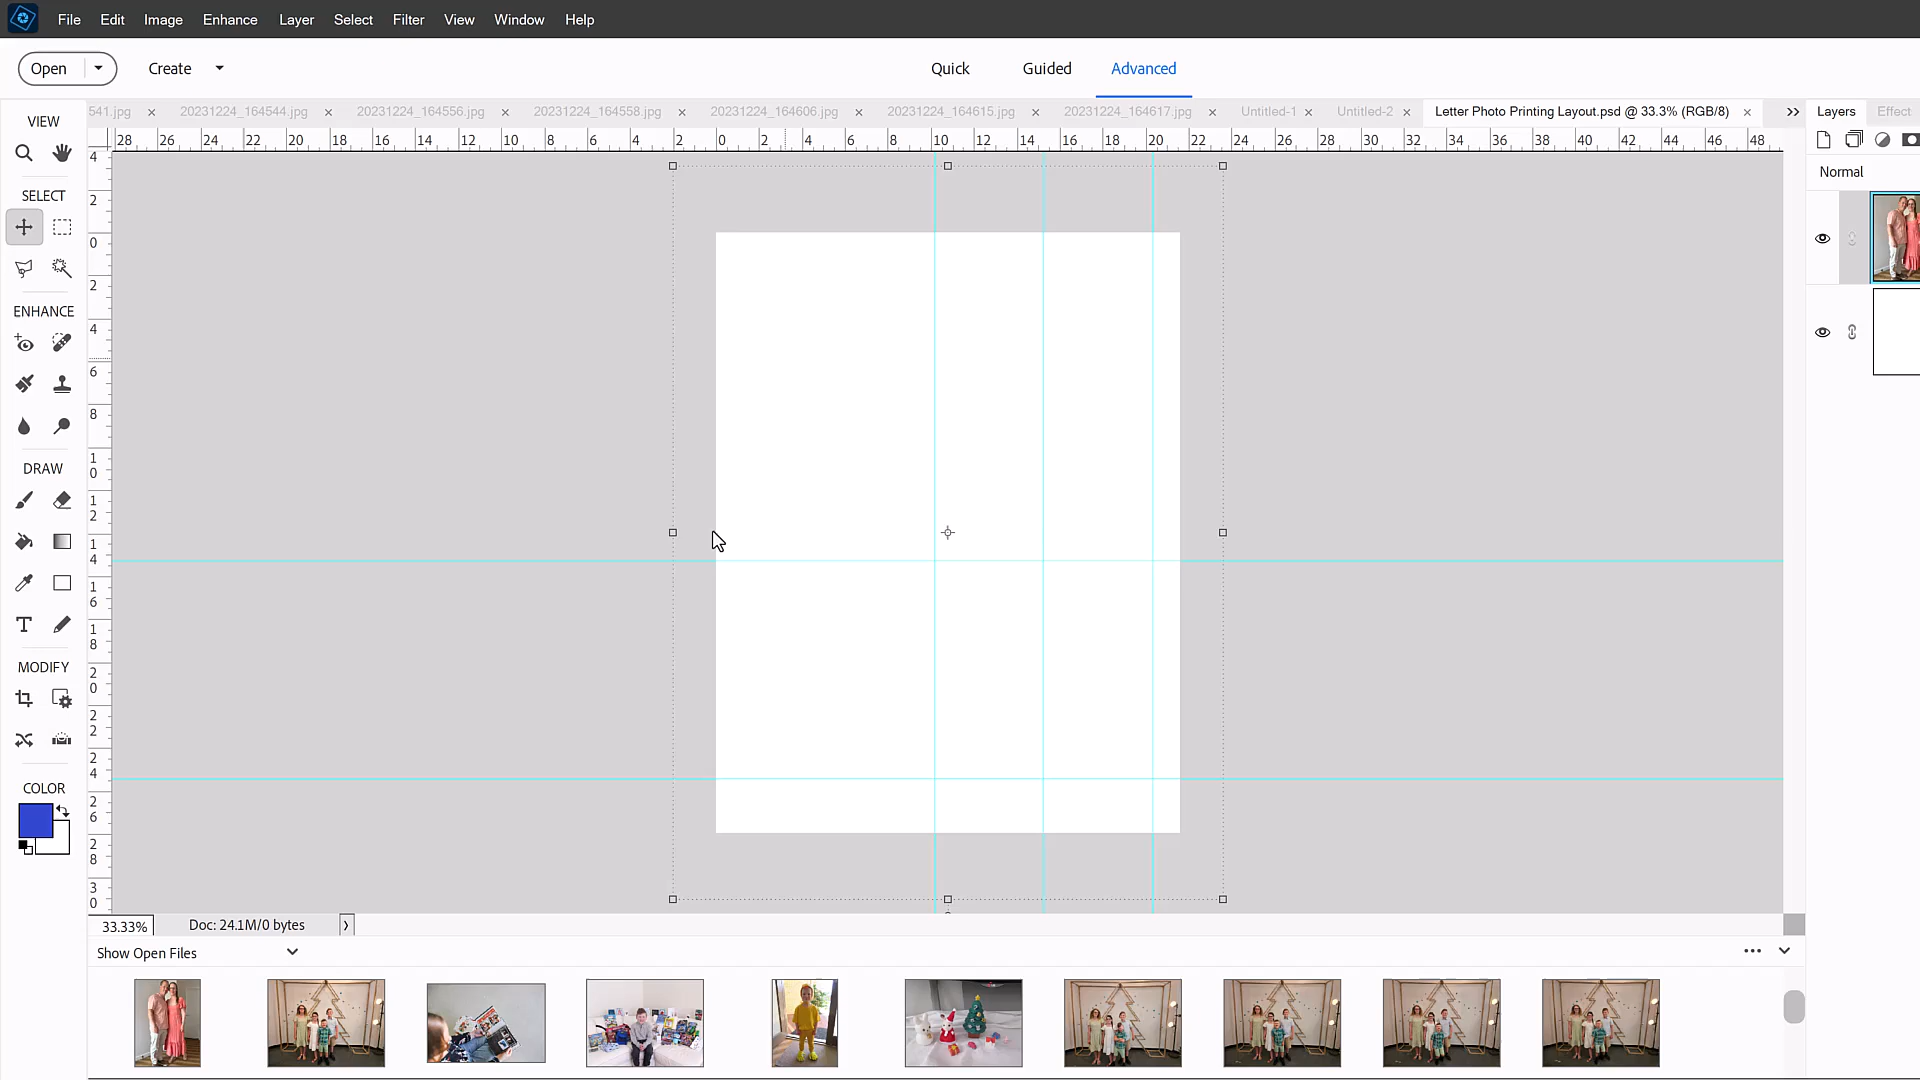 File Edit Image Enhance Layer Select Filter View Window Help
Open Create Quick Guided Advanced
541.jpg 20231224_164544.jpg 20231224_164556.jpg 20231224_164558.jpg 20231224_164606.jpg 20231224_164615.jpg 20231224_164617.jpg Untitled-1 Untitled-2 Letter Photo Printing Layout.psd @ 33.3% (RGB/8) Layers Effect
VIEW
28 26 24 22 20 18 16 14 12 10 8 6 4 2 0 2 4 6 8 10 12 14 16 18 20 22 24 26 28 30 32 34 36 38 40 42 44 46 48
4 2 0 2 4 6 8 10 12 14 16 18 20 22 24 26 28 30
Normal
SELECT
ENHANCE
DRAW
MODIFY
COLOR
33.33% Doc: 24.1M/0 bytes
Show Open Files